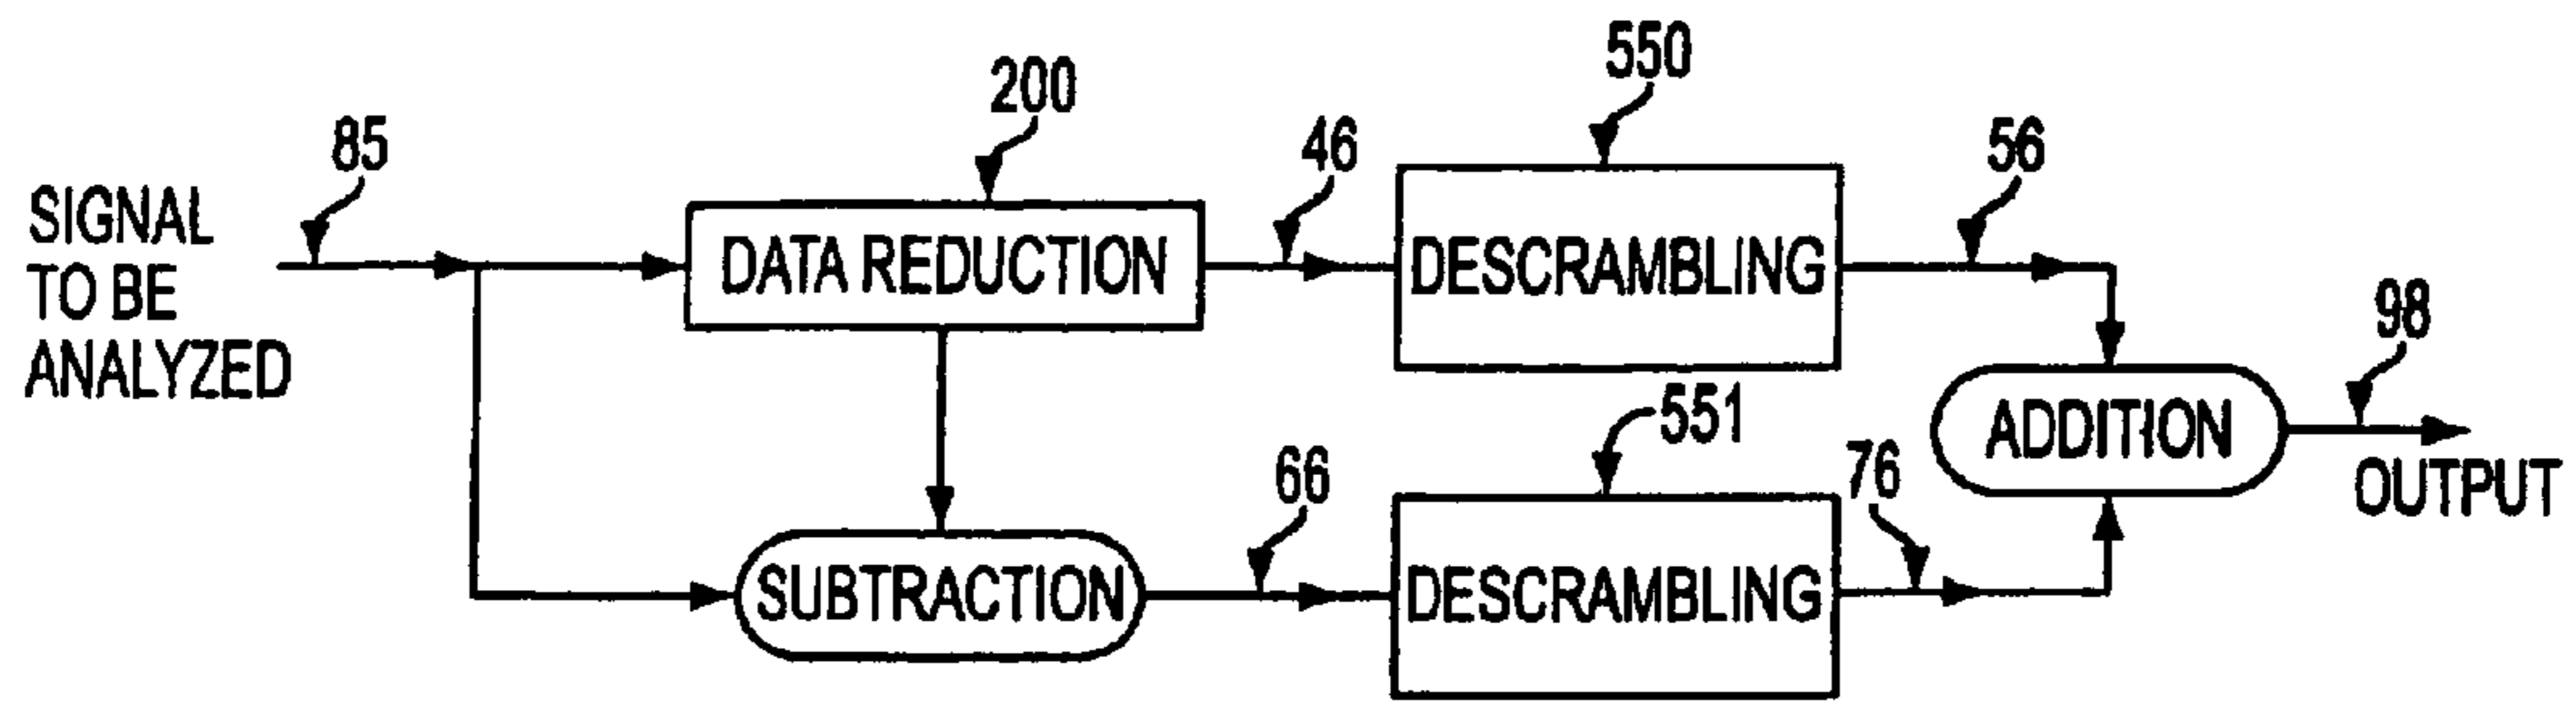 550
200
85
46
56
SIGNAL
TO BE
ANALYZED
DATA REDUCTION
DESCRAMBLING
98
551
ADDITION
66
76
OUTPUT
SUBTRACTION
DESCRAMBLING